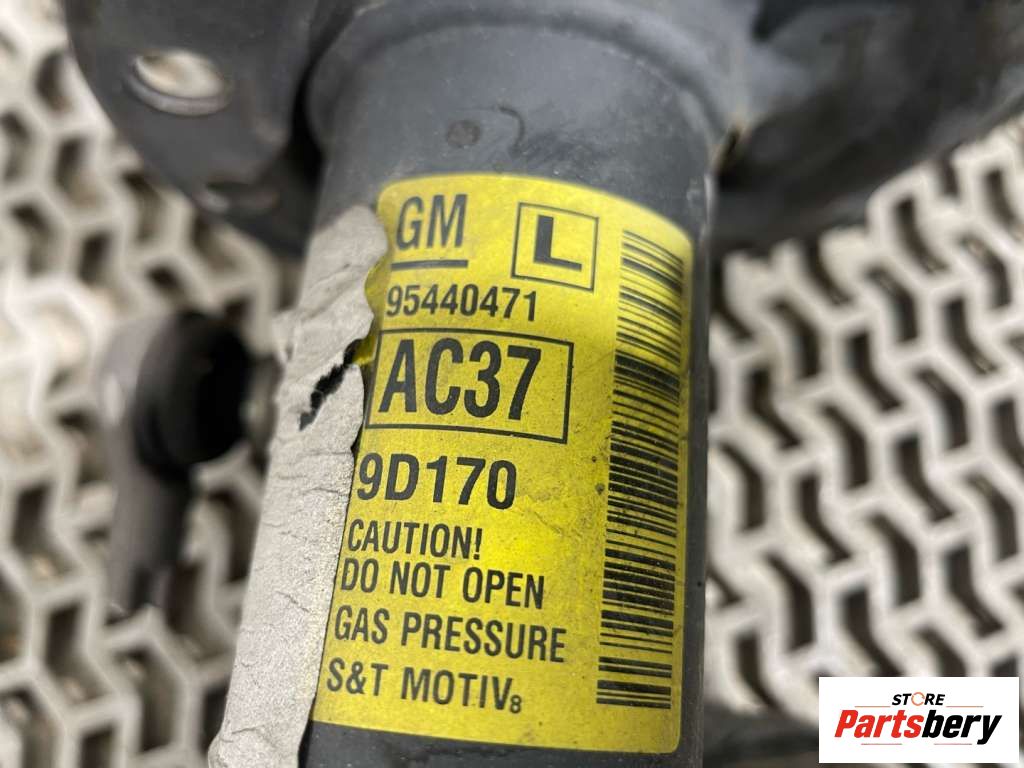 GM L
95440471
AC37
9D170
CAUTION!
DO NOT OPEN
GAS PRESSURE
S&T MOTIV8
STORE
Partsbery